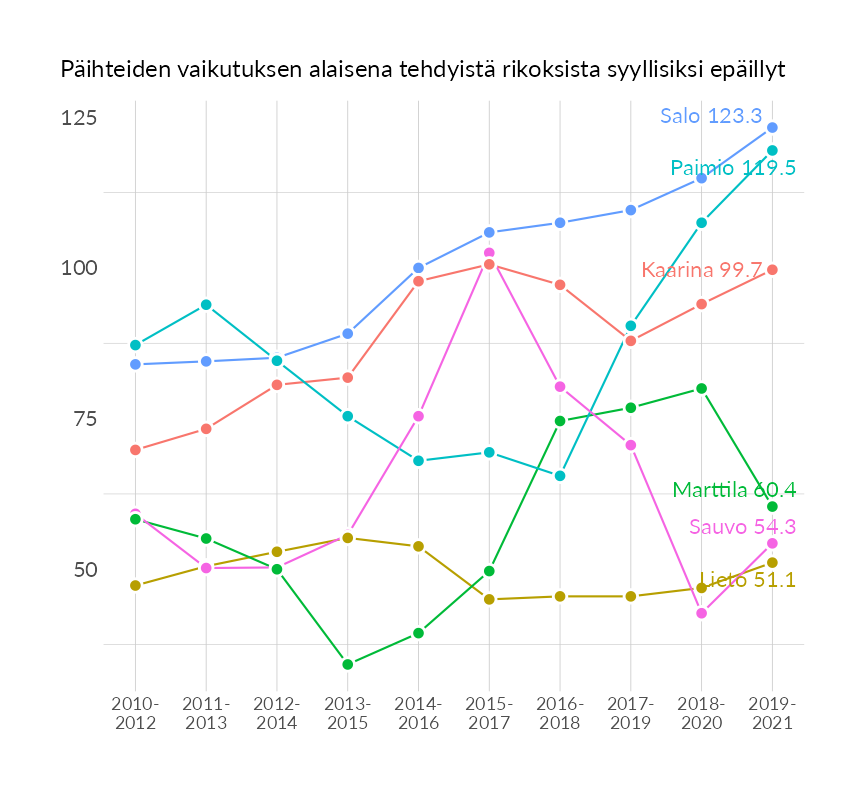 Päihteiden vaikutuksen alaisena tehdyistä rikoksista syyllisiksi epäillyt
125
100
75
50
Salo 123.3
Paimio 119.5
Kaarina 99.7
Marttila 60.4
Sauvo 54.3
Lieto 51.1
2010- 2011- 2012- 2013- 2014- 2015- 2016- 2017- 2018- 2019-
2012 2013 2014 2015 2016 2017 2018 2019 2020 2021